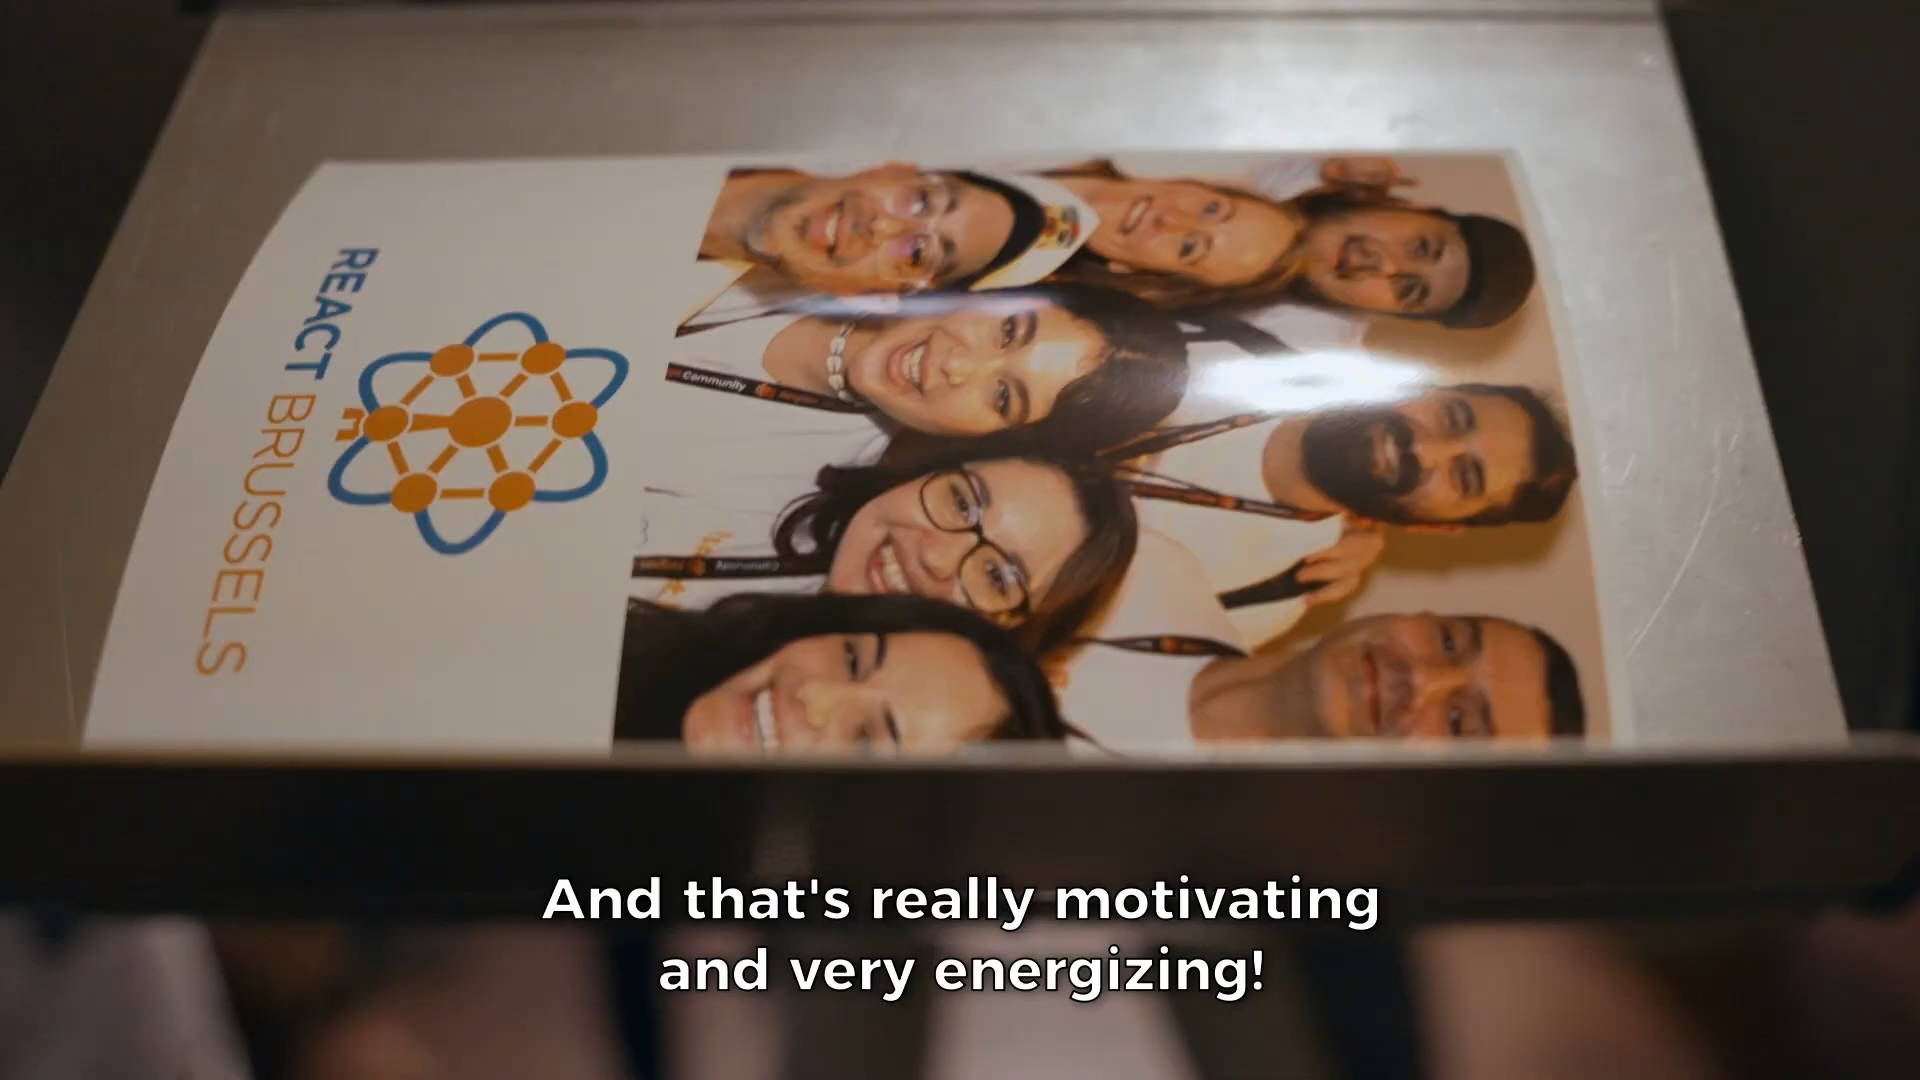 REACT BRUSSELS
Community
Community
And that's really motivating
and very energizing!